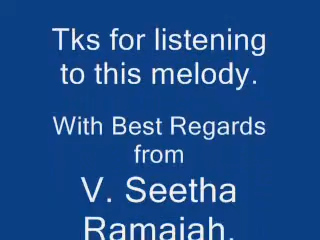 Tks for listening
to this melody.
With Best Regards
from
V. Seetha
Ramaiah.